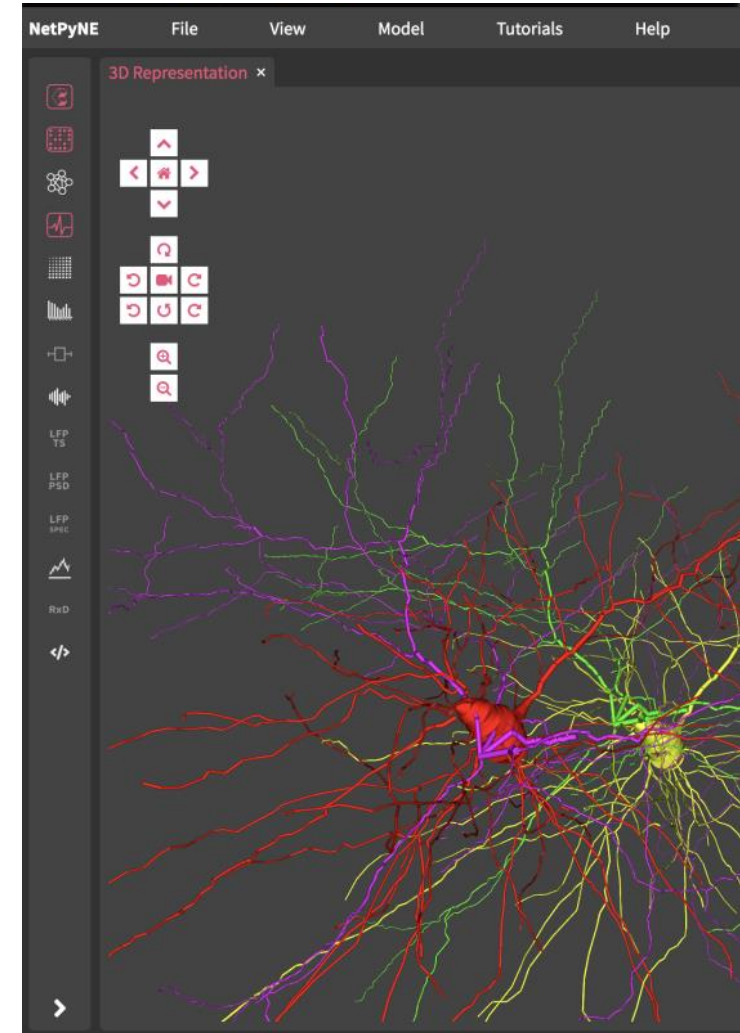 NetPyNE File View Model Tutorials Help
3D Representation ×
LFP
TS
LFP
PSD
LFP
SPEC
RxD
</>